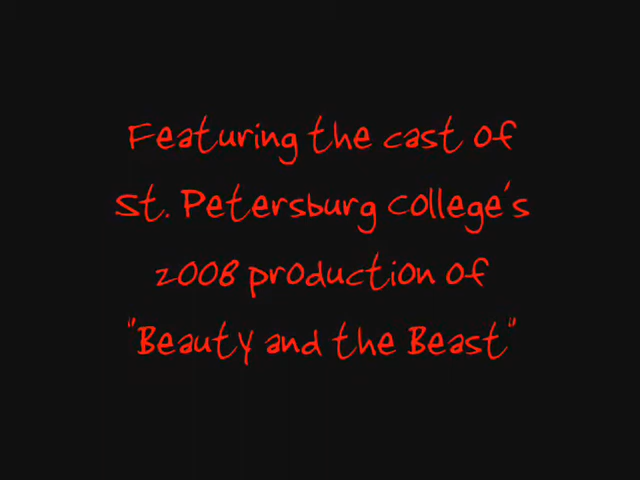 Featuring the cast of
St. Petersburg College's
2008 production of
"Beauty and the Beast"